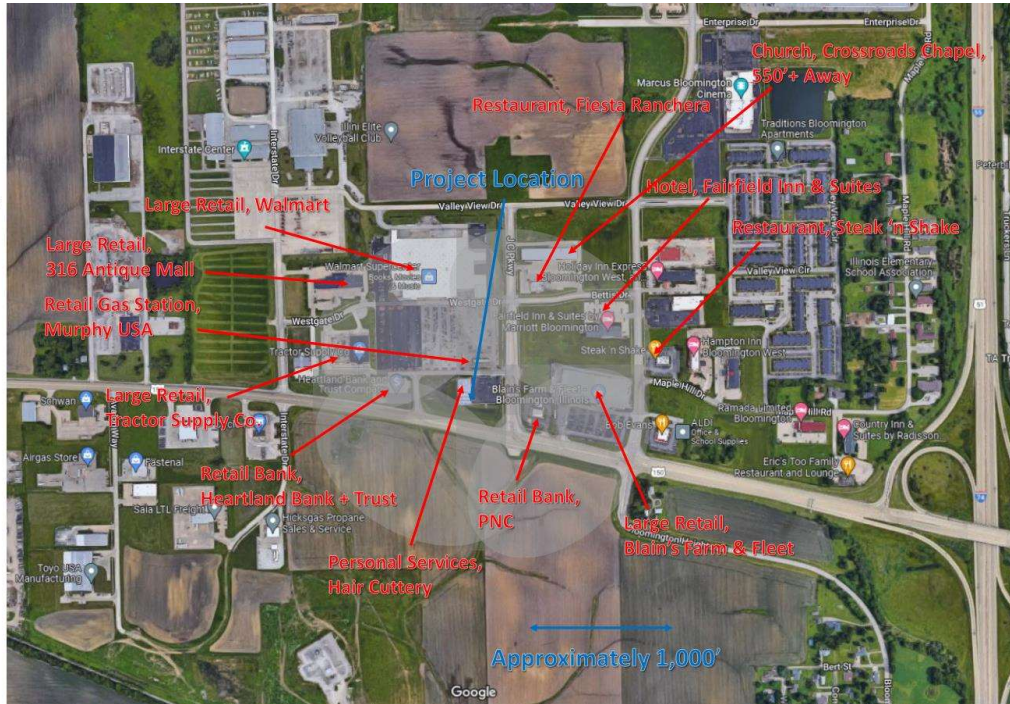 Enterprise Dr
Enterprise Dr
Church, Crossroads Chapel,
550'+ Away
Marcus Bloomington
Cinema
Restaurant, Fiesta Ranchera
Illini Elite
Volleyball Club
Interstate Dr
Interstate Center
Traditions Bloomington
Apartments
Project Location
Hotel, Fairfield Inn & Suites
Large Retail, Walmart
Valley View Dr
Valley View Dr
Restaurant, Steak 'n Shake
J C Pkwy
Large Retail,
316 Antique Mall
Walmart Supercenter
Holiday Inn Express
Bloomington West
Valley View Cir
Illinois Elementary
School Association
Retail Gas Station,
Murphy USA
Westgate Dr
Westgate Dr
Fairfield Inn & Suites by
Marriott Bloomington
Steak 'n Shake
Hampton Inn
Bloomington West
Tractor Supply
Heartland Bank
Blain's Farm & Fleet
Bloomington Illinois
Maple Hill Dr
Large Retail,
Tractor Supply Co.
Ramada Limited
Bloomington
Bob Evans
ALDI
Office &
School Supplies
Country Inn &
Suites by Radisson
Interstate Dr
Airgas Store
Fastenal
150
Eric's Too Family
Restaurant and Lounge
Retail Bank,
Heartland Bank + Trust
Retail Bank,
PNC
Sala LTL Freight
Hicksgas Propane
Sales & Service
Large Retail,
Blain's Farm & Fleet
Personal Services,
Hair Cuttery
Toyo USA
Manufacturing
Approximately 1,000'
Bert St
Google